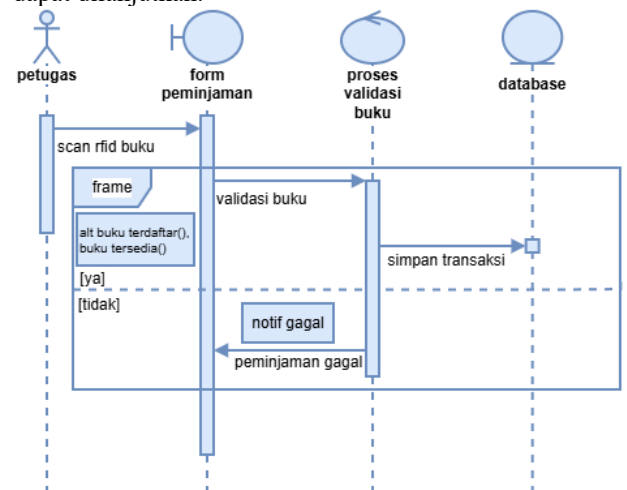 petugas
form
peminjaman
proses
validasi
buku
database
scan rfid buku
frame
validasi buku
alt buku terdaftar(),
buku tersedia()
simpan transaksi
[ya]
[tidak]
notif gagal
peminjaman gagal